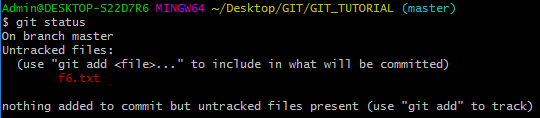 Admin@DESKTOP-S22D7R6 MINGW64 ~/Desktop/GIT/GIT_TUTORIAL (master)
$ git status
On branch master
Untracked files:
  (use "git add <file>..." to include in what will be committed)
        f6.txt

nothing added to commit but untracked files present (use "git add" to track)